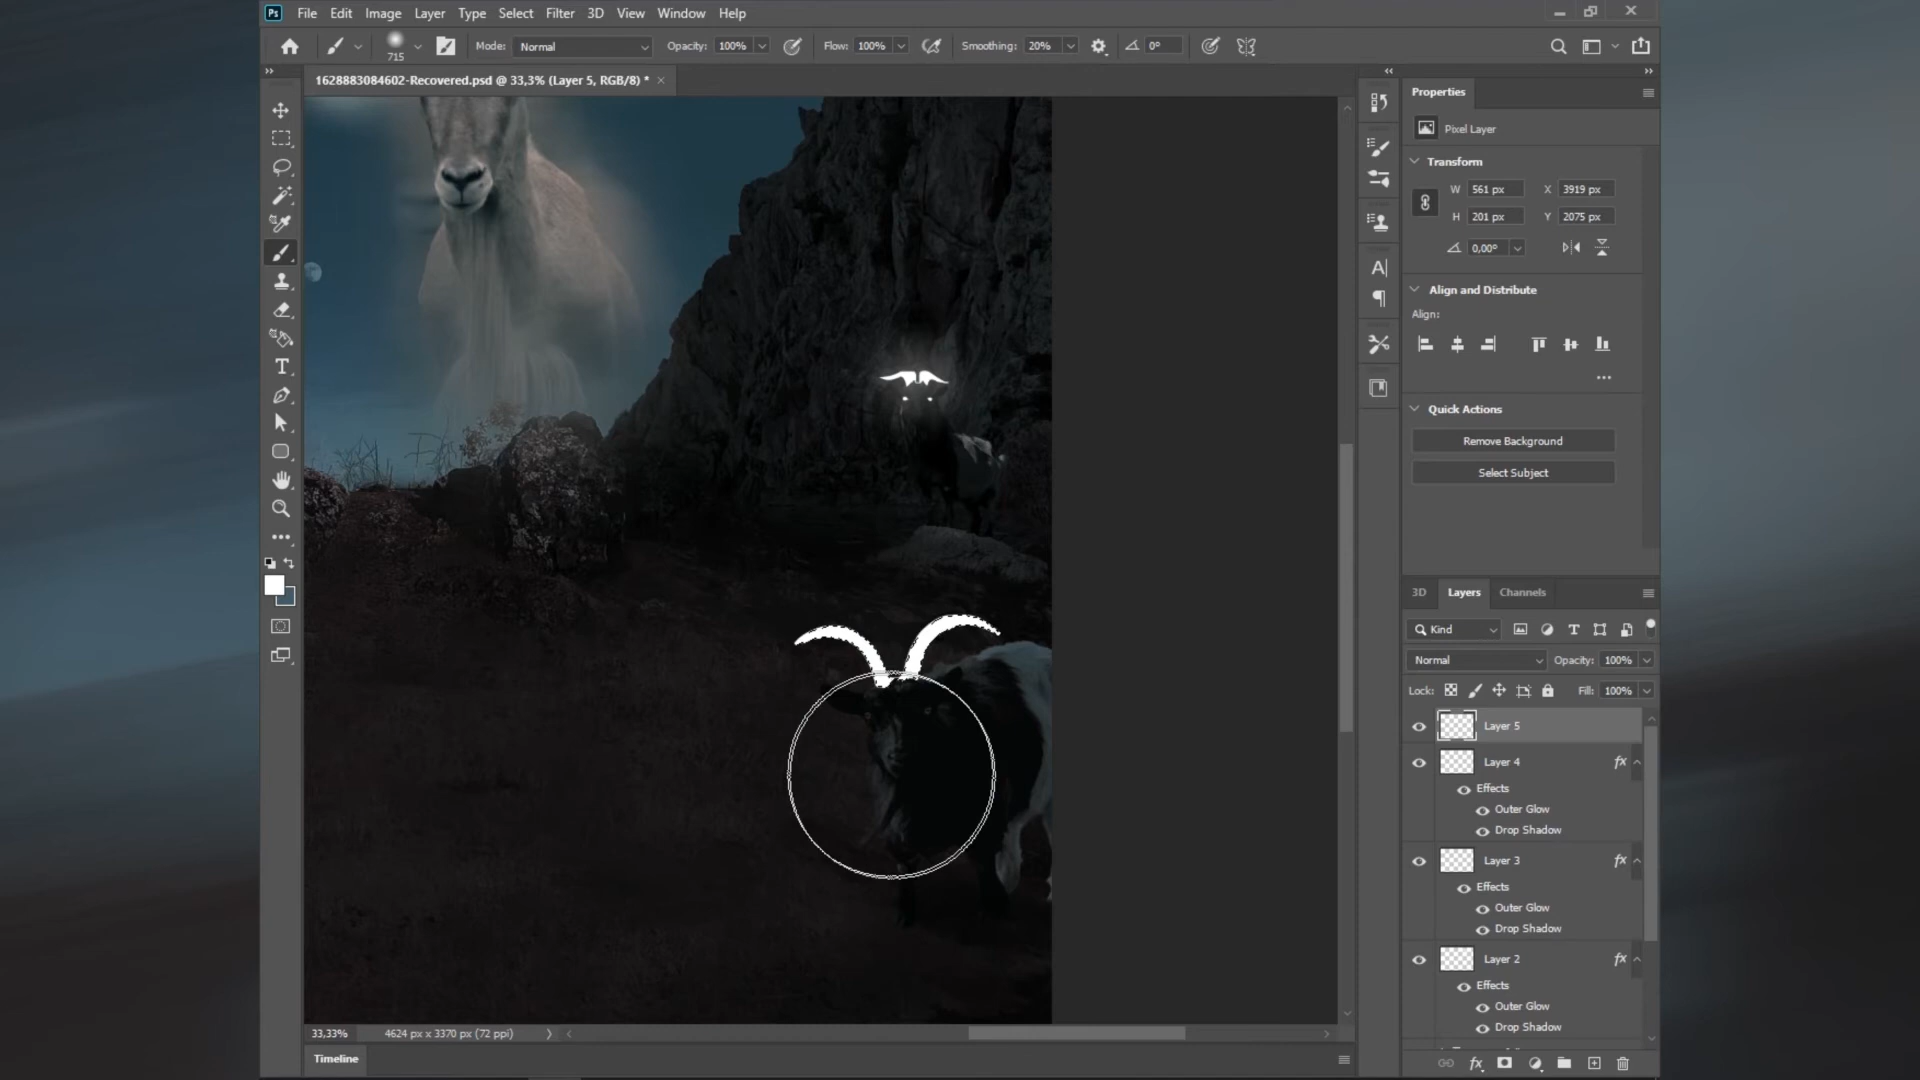 Ps File Edit Image Layer Type Select Filter 3D View Window Help
715 Mode: Normal Opacity: 100% Flow: 100% Smoothing: 20% 0°
1628883084602-Recovered.psd @ 33,3% (Layer 5, RGB/8) *
Properties
Pixel Layer
Transform
W 561 px X 3919 px
H 201 px Y 2075 px
0,00°
Align and Distribute
Align:
Quick Actions
Remove Background
Select Subject
3D Layers Channels
Kind
Normal Opacity: 100%
Lock: Fill: 100%
Layer 5
Layer 4 fx
Effects
Outer Glow
Drop Shadow
Layer 3 fx
Effects
Outer Glow
Drop Shadow
Layer 2 fx
Effects
Outer Glow
Drop Shadow
33,33% 4624 px x 3370 px (72 ppi)
Timeline
fx